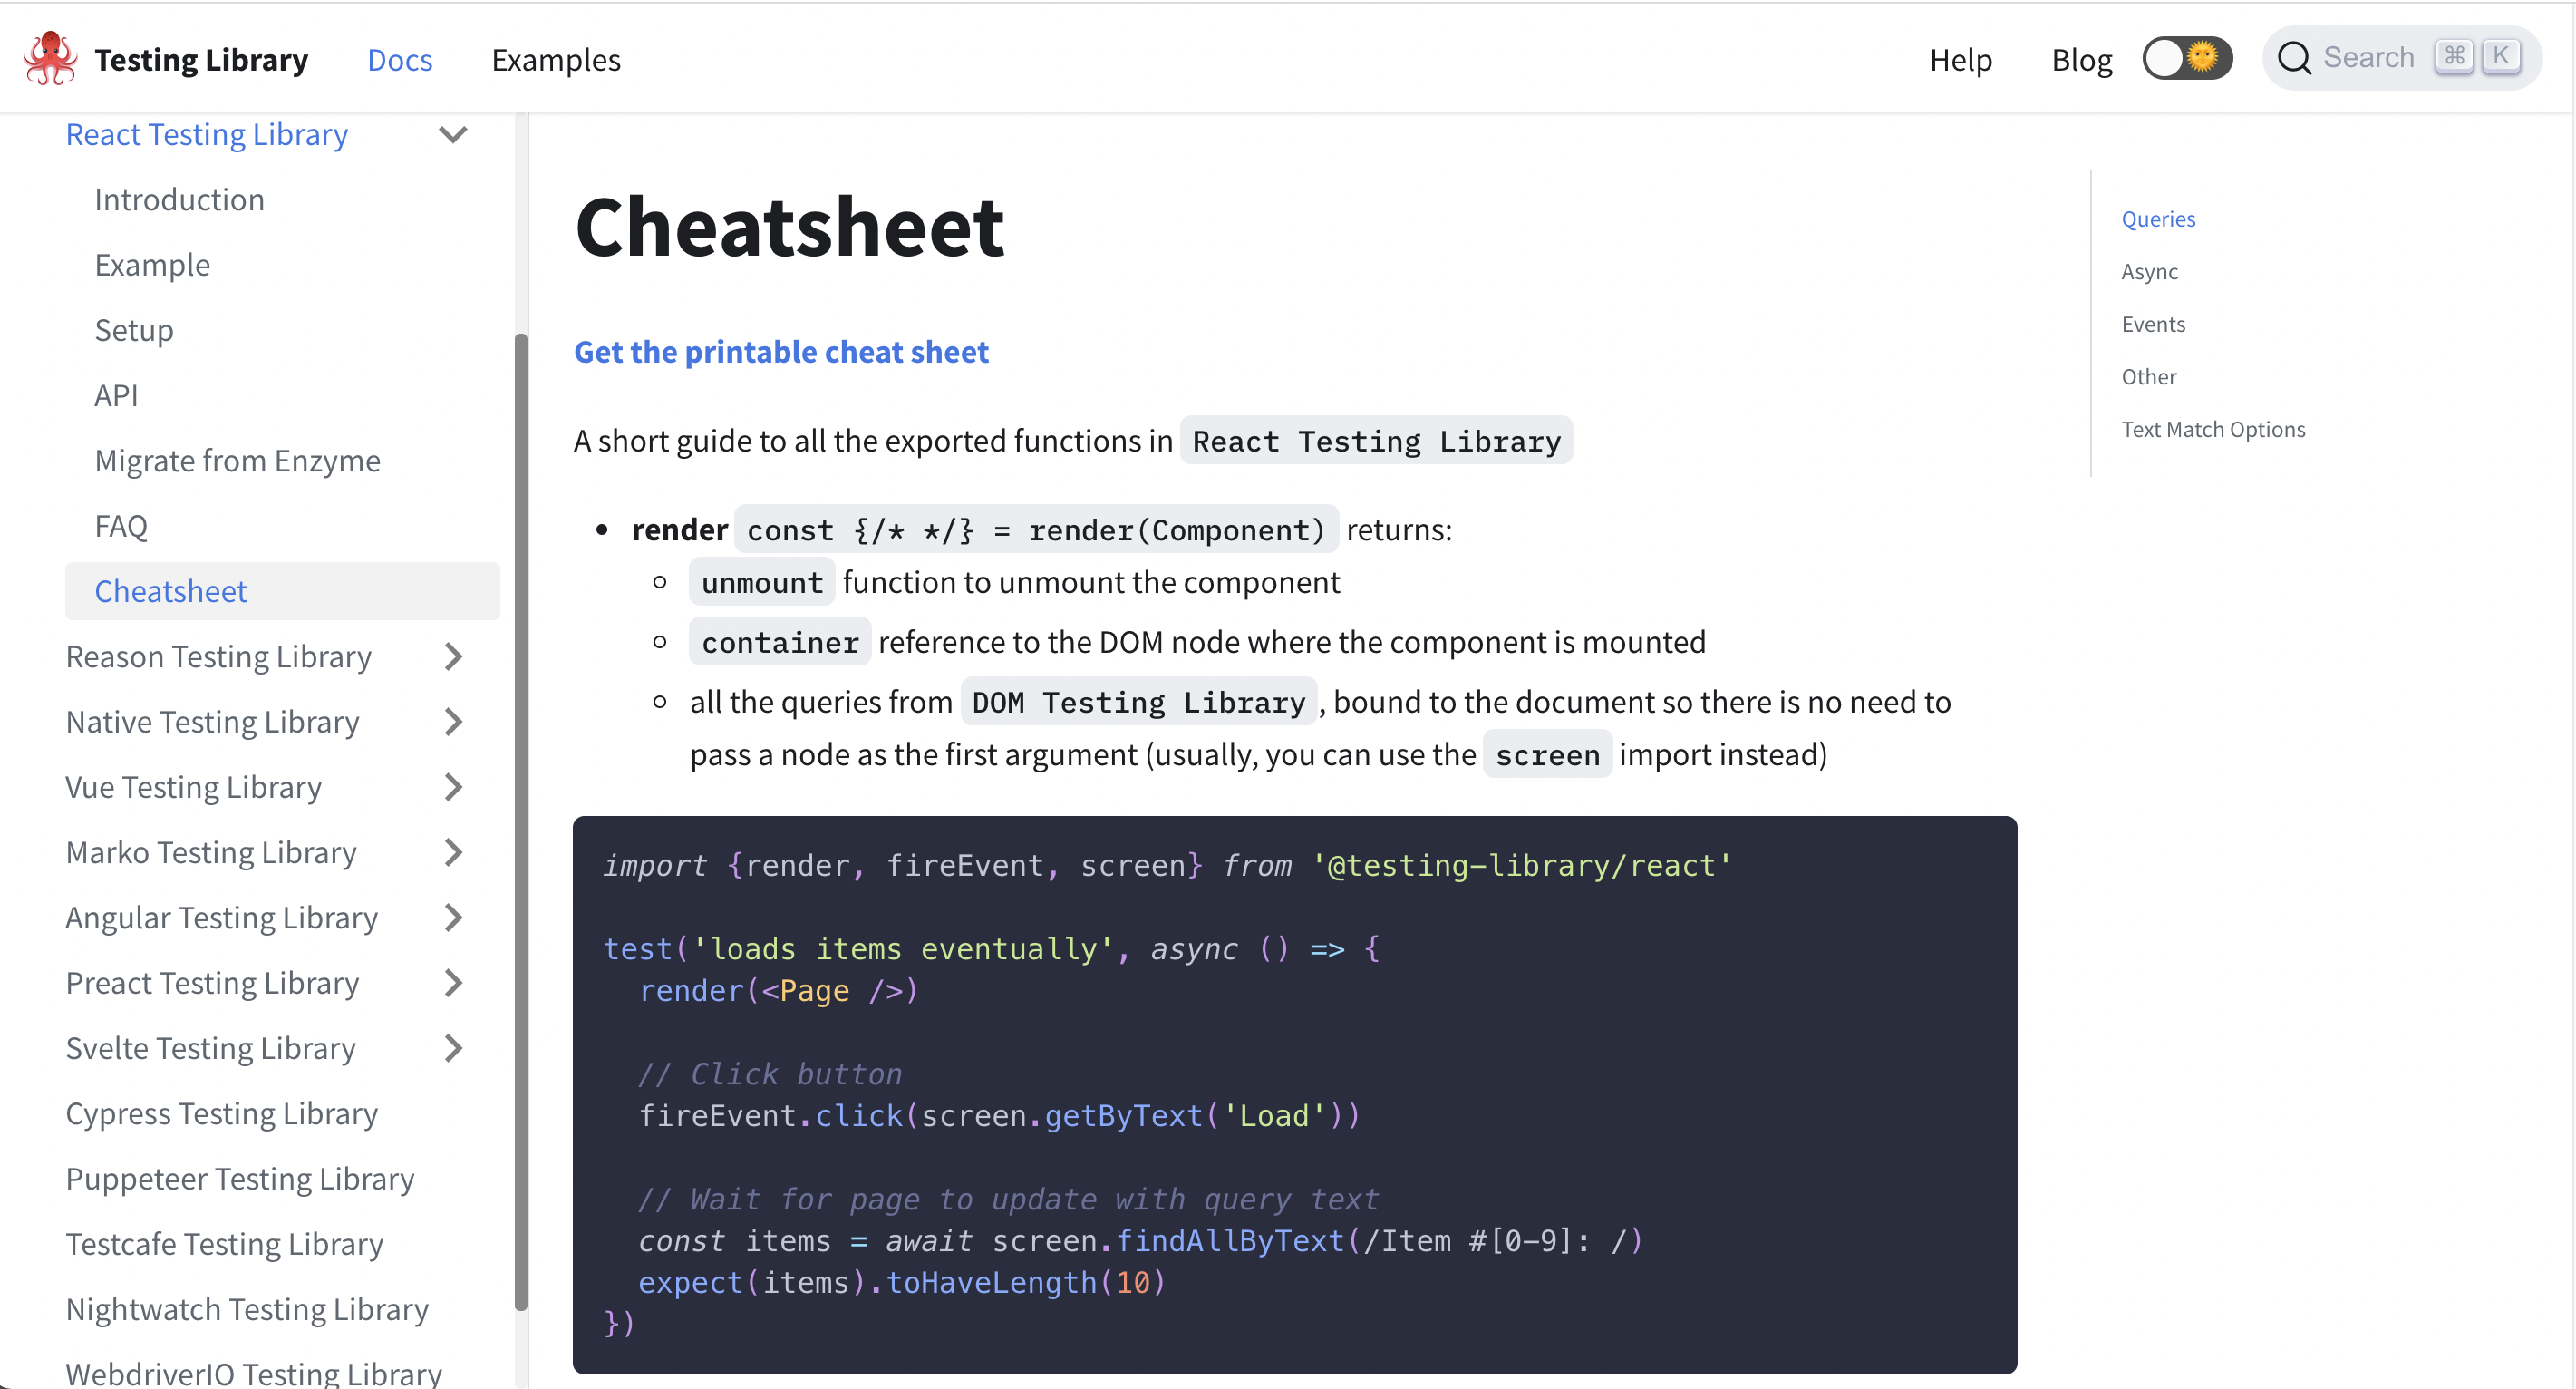 Testing Library Docs Examples Help Blog Search ⌘ K
React Testing Library
Introduction
Example
Setup
API
Migrate from Enzyme
FAQ
Cheatsheet
Reason Testing Library
Native Testing Library
Vue Testing Library
Marko Testing Library
Angular Testing Library
Preact Testing Library
Svelte Testing Library
Cypress Testing Library
Puppeteer Testing Library
Testcafe Testing Library
Nightwatch Testing Library
WebdriverIO Testing Library
Cheatsheet
Get the printable cheat sheet
A short guide to all the exported functions in React Testing Library
• render const {/* */} = render(Component) returns:
◦ unmount function to unmount the component
◦ container reference to the DOM node where the component is mounted
◦ all the queries from DOM Testing Library, bound to the document so there is no need to
pass a node as the first argument (usually, you can use the screen import instead)
import {render, fireEvent, screen} from '@testing-library/react'
test('loads items eventually', async () => {
  render(<Page />)
  // Click button
  fireEvent.click(screen.getByText('Load'))
  // Wait for page to update with query text
  const items = await screen.findAllByText(/Item #[0-9]: /)
  expect(items).toHaveLength(10)
})
Queries
Async
Events
Other
Text Match Options